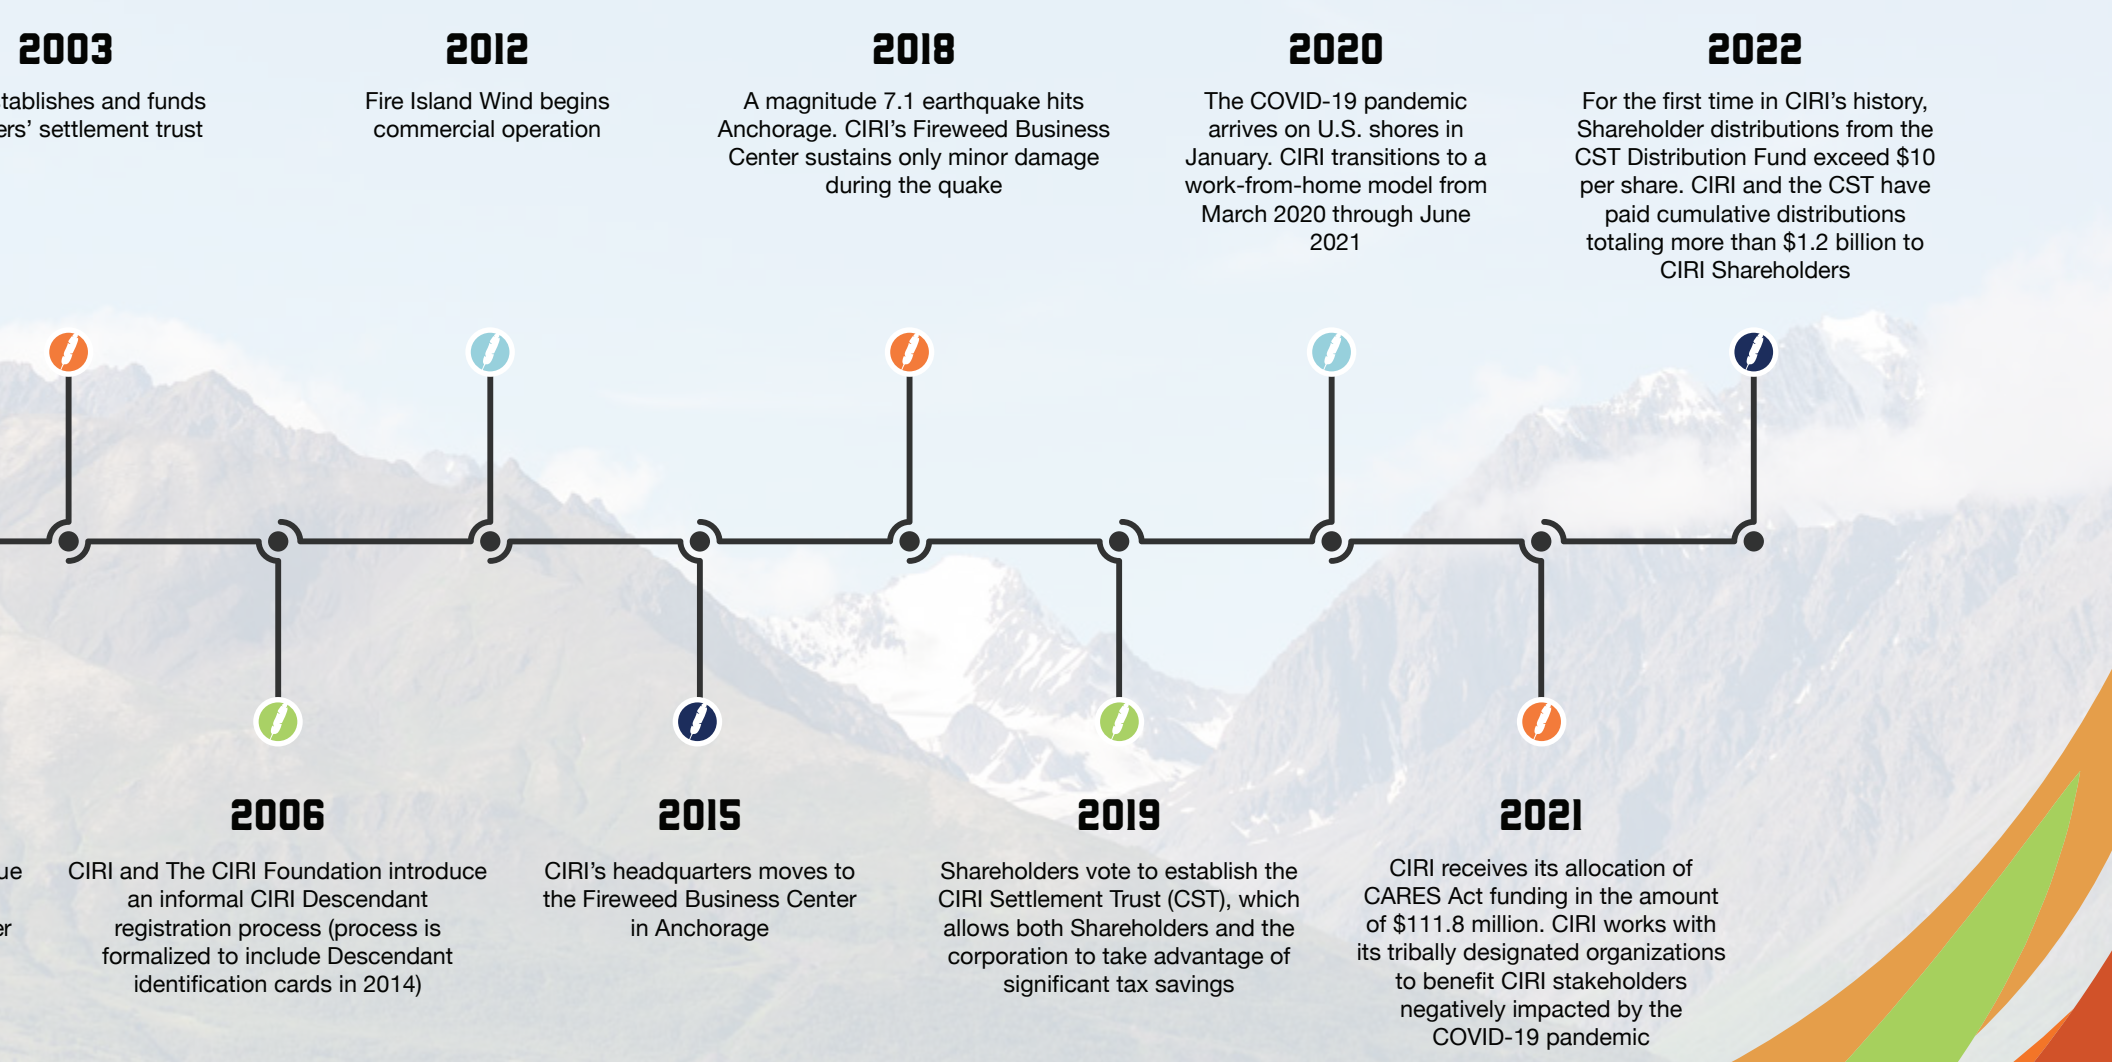 2003
tablishes and funds
ers’ settlement trust
2012
Fire Island Wind begins
commercial operation
2018
A magnitude 7.1 earthquake hits
Anchorage. CIRI’s Fireweed Business
Center sustains only minor damage
during the quake
2020
The COVID-19 pandemic
arrives on U.S. shores in
January. CIRI transitions to a
work-from-home model from
March 2020 through June
2021
2022
For the first time in CIRI’s history,
Shareholder distributions from the
CST Distribution Fund exceed $10
per share. CIRI and the CST have
paid cumulative distributions
totaling more than $1.2 billion to
CIRI Shareholders
ue
er
2006
CIRI and The CIRI Foundation introduce
an informal CIRI Descendant
registration process (process is
formalized to include Descendant
identification cards in 2014)
2015
CIRI’s headquarters moves to
the Fireweed Business Center
in Anchorage
2019
Shareholders vote to establish the
CIRI Settlement Trust (CST), which
allows both Shareholders and the
corporation to take advantage of
significant tax savings
2021
CIRI receives its allocation of
CARES Act funding in the amount
of $111.8 million. CIRI works with
its tribally designated organizations
to benefit CIRI stakeholders
negatively impacted by the
COVID-19 pandemic